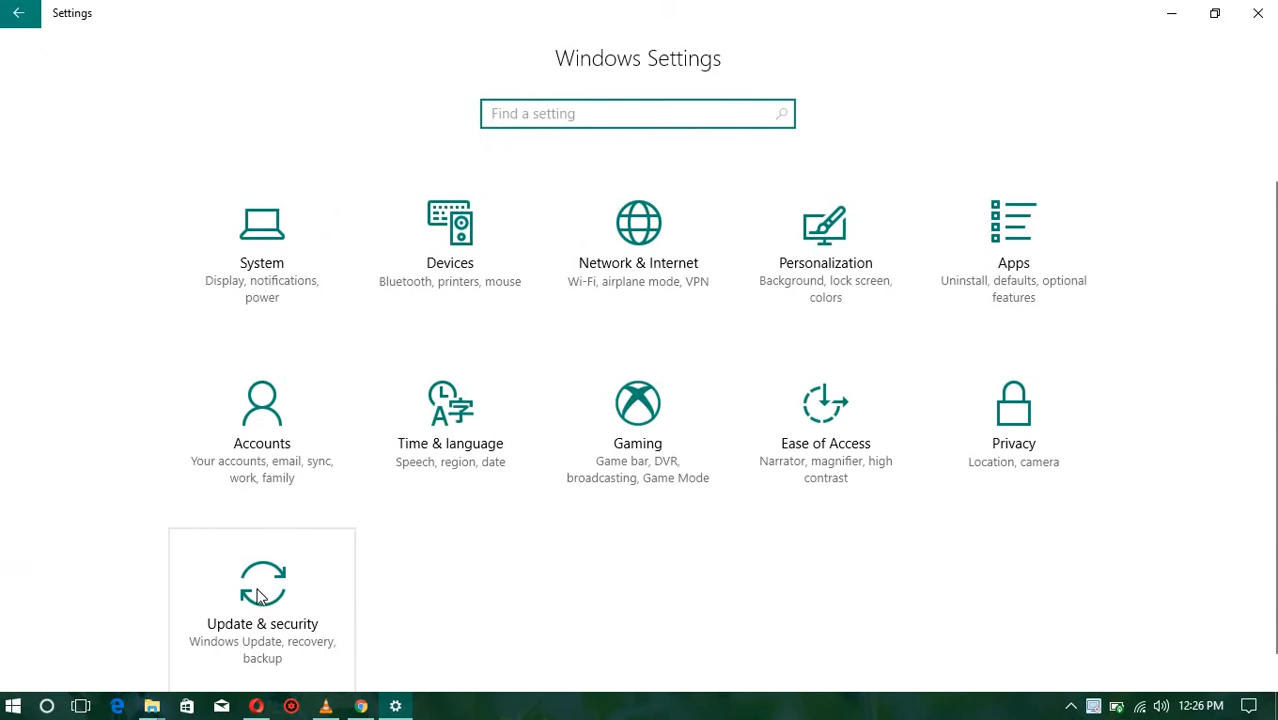 Settings
Windows Settings
Find a setting
System
Display, notifications,
power
Devices
Bluetooth, printers, mouse
Network & Internet
Wi-Fi, airplane mode, VPN
Personalization
Background, lock screen,
colors
Apps
Uninstall, defaults, optional
features
Accounts
Your accounts, email, sync,
work, family
Time & language
Speech, region, date
Gaming
Game bar, DVR,
broadcasting, Game Mode
Ease of Access
Narrator, magnifier, high
contrast
Privacy
Location, camera
Update & security
Windows Update, recovery,
backup
12:26 PM